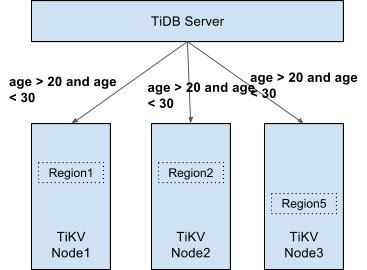 TiDB Server
age > 20 and age
< 30
age > 20 and age
< 30
age > 20 and age
< 30
Region1
Region2
Region5
TiKV
Node1
TiKV
Node2
TiKV
Node3